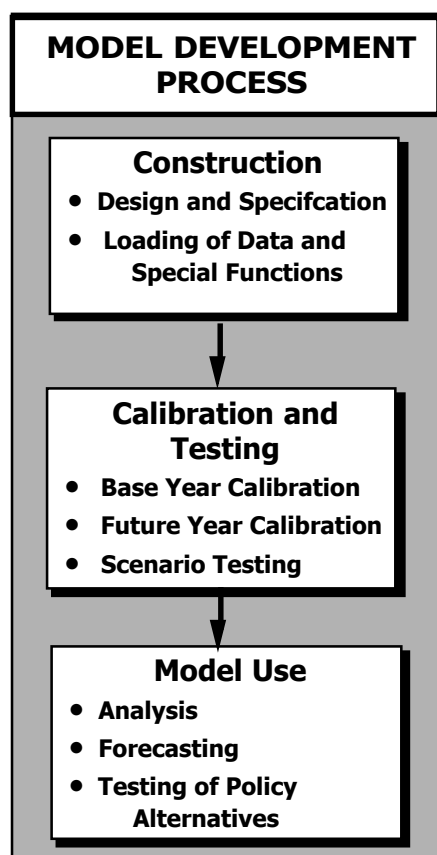 MODEL DEVELOPMENT
PROCESS
Construction
• Design and Specifcation
• Loading of Data and
Special Functions
Calibration and
Testing
• Base Year Calibration
• Future Year Calibration
• Scenario Testing
Model Use
• Analysis
• Forecasting
• Testing of Policy
Alternatives